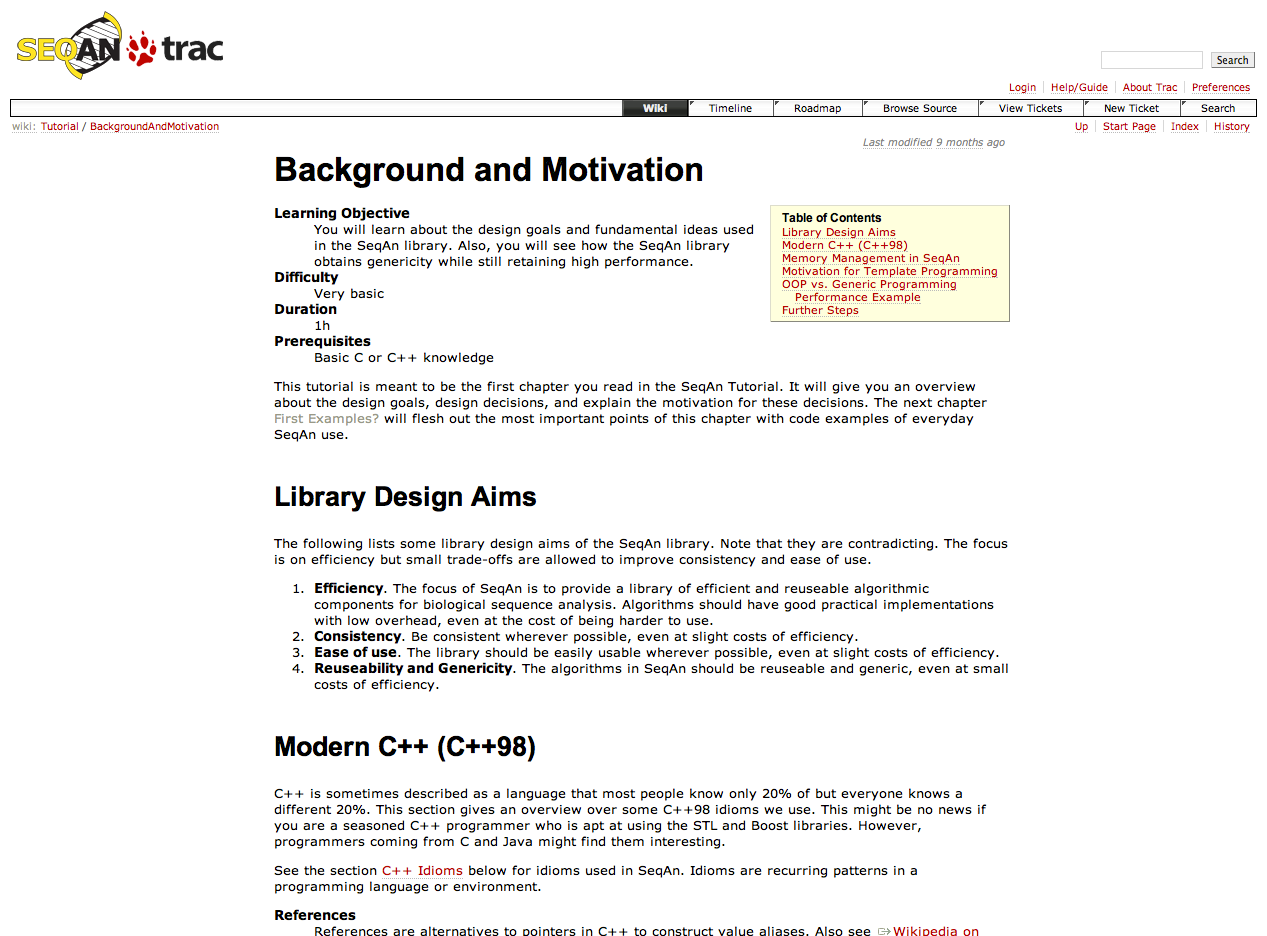 SEQAN trac
Search
Login Help/Guide About Trac Preferences
Wiki Timeline Roadmap Browse Source View Tickets New Ticket Search
wiki: Tutorial / BackgroundAndMotivation
Up Start Page Index History
Last modified 9 months ago
Background and Motivation
Learning Objective
You will learn about the design goals and fundamental ideas used
in the SeqAn library. Also, you will see how the SeqAn library
obtains genericity while still retaining high performance.
Difficulty
Very basic
Duration
1h
Prerequisites
Basic C or C++ knowledge
Table of Contents
Library Design Aims
Modern C++ (C++98)
Memory Management in SeqAn
Motivation for Template Programming
OOP vs. Generic Programming
Performance Example
Further Steps
This tutorial is meant to be the first chapter you read in the SeqAn Tutorial. It will give you an overview
about the design goals, design decisions, and explain the motivation for these decisions. The next chapter
First Examples? will flesh out the most important points of this chapter with code examples of everyday
SeqAn use.
Library Design Aims
The following lists some library design aims of the SeqAn library. Note that they are contradicting. The focus
is on efficiency but small trade-offs are allowed to improve consistency and ease of use.
1. Efficiency. The focus of SeqAn is to provide a library of efficient and reuseable algorithmic
components for biological sequence analysis. Algorithms should have good practical implementations
with low overhead, even at the cost of being harder to use.
2. Consistency. Be consistent wherever possible, even at slight costs of efficiency.
3. Ease of use. The library should be easily usable wherever possible, even at slight costs of efficiency.
4. Reuseability and Genericity. The algorithms in SeqAn should be reuseable and generic, even at small
costs of efficiency.
Modern C++ (C++98)
C++ is sometimes described as a language that most people know only 20% of but everyone knows a
different 20%. This section gives an overview over some C++98 idioms we use. This might be no news if
you are a seasoned C++ programmer who is apt at using the STL and Boost libraries. However,
programmers coming from C and Java might find them interesting.
See the section C++ Idioms below for idioms used in SeqAn. Idioms are recurring patterns in a
programming language or environment.
References
References are alternatives to pointers in C++ to construct value aliases. Also see Wikipedia on